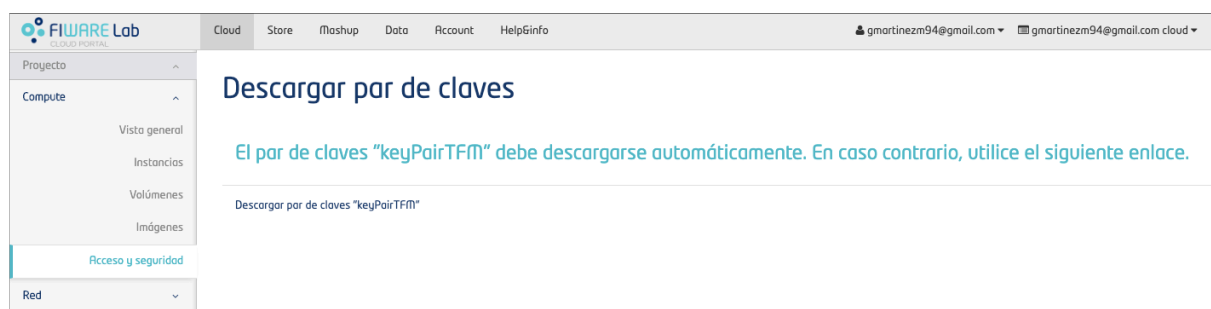 FIWARE Lab
CLOUD PORTAL
Cloud Store Mashup Data Account Help&info gmartinezm94@gmail.com gmartinezm94@gmail.com cloud
Proyecto
Compute
Vista general
Instancias
Volúmenes
Imágenes
Acceso y seguridad
Red
Descargar par de claves
El par de claves "keyPairTFM" debe descargarse automáticamente. En caso contrario, utilice el siguiente enlace.
Descargar par de claves "keyPairTFM"